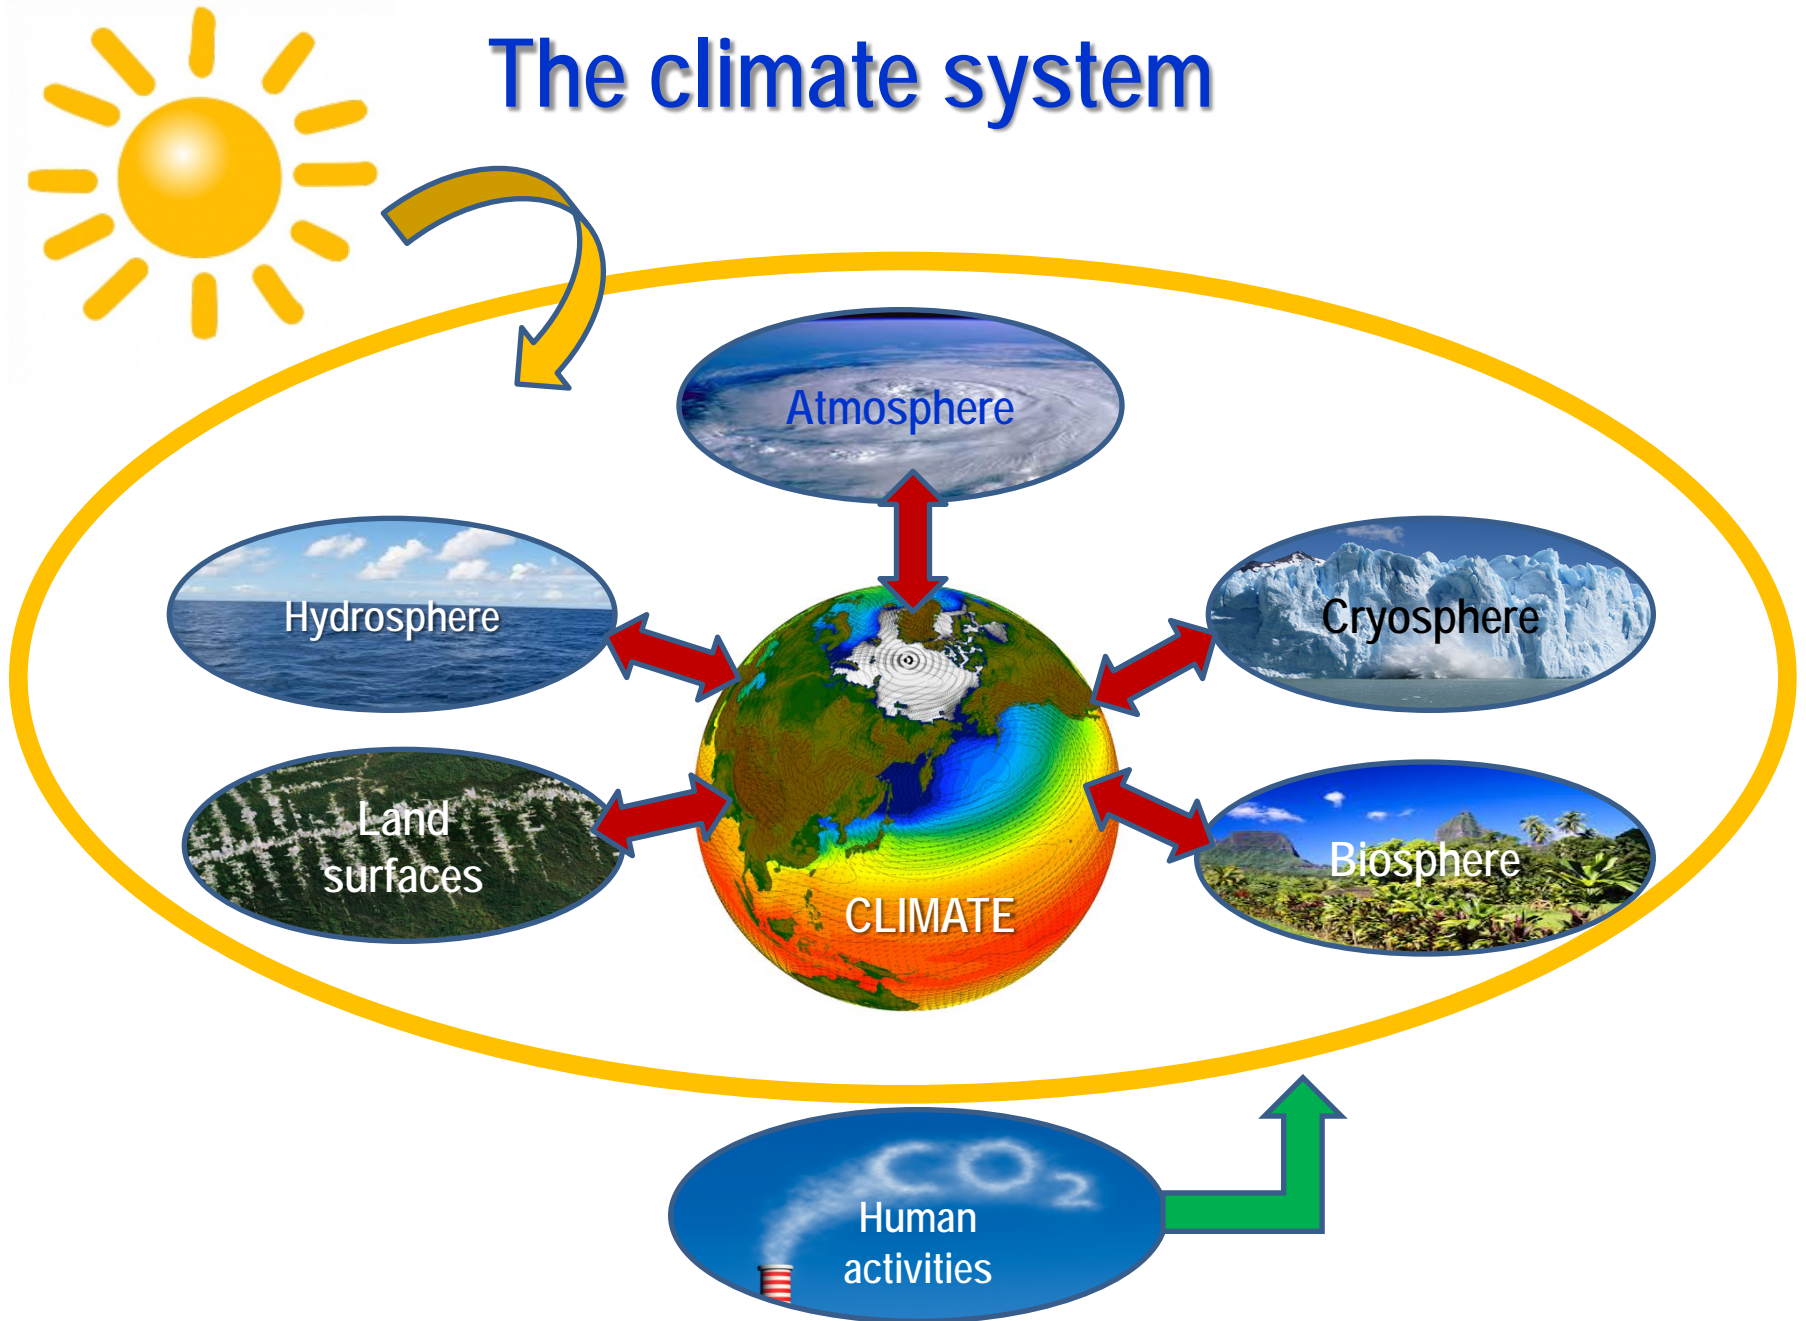 The climate system
Atmosphere
Hydrosphere
Cryosphere
Land
surfaces
Biosphere
CLIMATE
CO₂
Human
activities